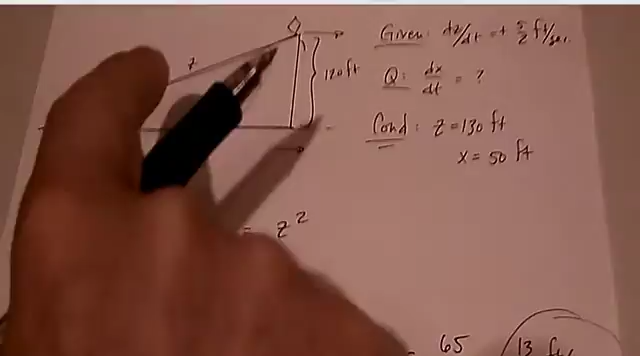 Given: dz/dt = + 5/2 ft/sec.
z
120 ft
Q: dx/dt = ?
Cond: z = 130 ft
x = 50 ft
= z²
= 65
13 ft/